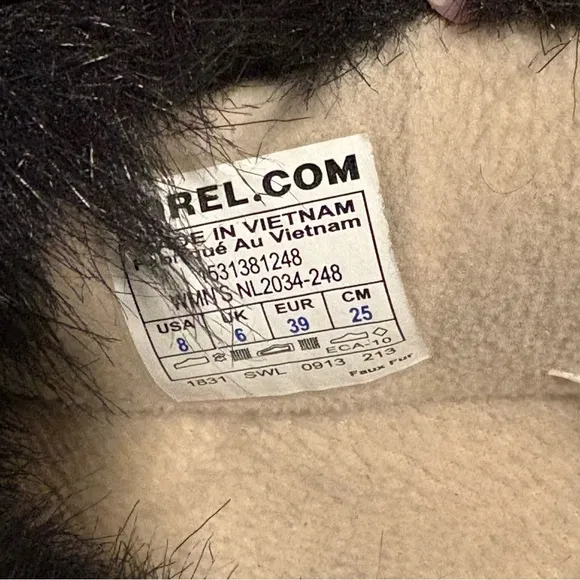 REL.COM
DE IN VIETNAM
Au Vietnam
1531381248
WMN'S NL2034-248
USA UK EUR CM
8 6 39 25
ECA-10
1831 SWL 0913 213
Faux Fur